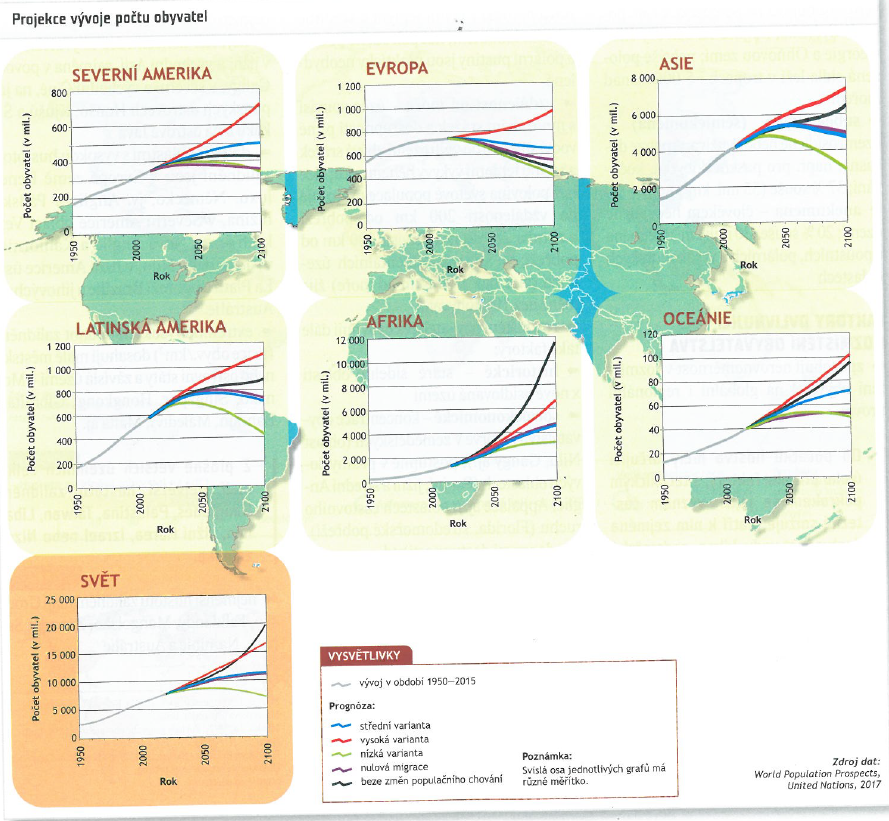 Projekce vývoje počtu obyvatel
SEVERNÍ AMERIKA
Počet obyvatel (v mil.)
800
600
400
200
0
1950
2000
2050
2100
Rok
EVROPA
Počet obyvatel (v mil.)
1 200
1 000
800
600
400
200
0
1950
2000
2050
2100
Rok
ASIE
Počet obyvatel (v mil.)
8 000
6 000
4 000
2 000
0
1950
2000
2050
2100
Rok
LATINSKÁ AMERIKA
Počet obyvatel (v mil.)
1 200
1 000
800
600
400
200
0
1950
2000
2050
2100
Rok
AFRIKA
Počet obyvatel (v mil.)
12 000
12 000
8 000
6 000
4 000
2 000
0
1950
2000
2050
2100
Rok
OCEÁNIE
Počet obyvatel (v mil.)
120
100
80
60
40
20
0
1950
2000
2050
2100
Rok
SVĚT
Počet obyvatel (v mil.)
25 000
20 000
15 000
10 000
5 000
0
1950
2000
2050
2100
Rok
VYSVĚTLIVKY
vývoj v období 1950—2015
Prognóza:
střední varianta
vysoká varianta
nízká varianta
nulová migrace
beze změn populačního chování
Poznámka:
Svislá osa jednotlivých grafů má
různé měřítko.
Zdroj dat:
World Population Prospects,
United Nations, 2017